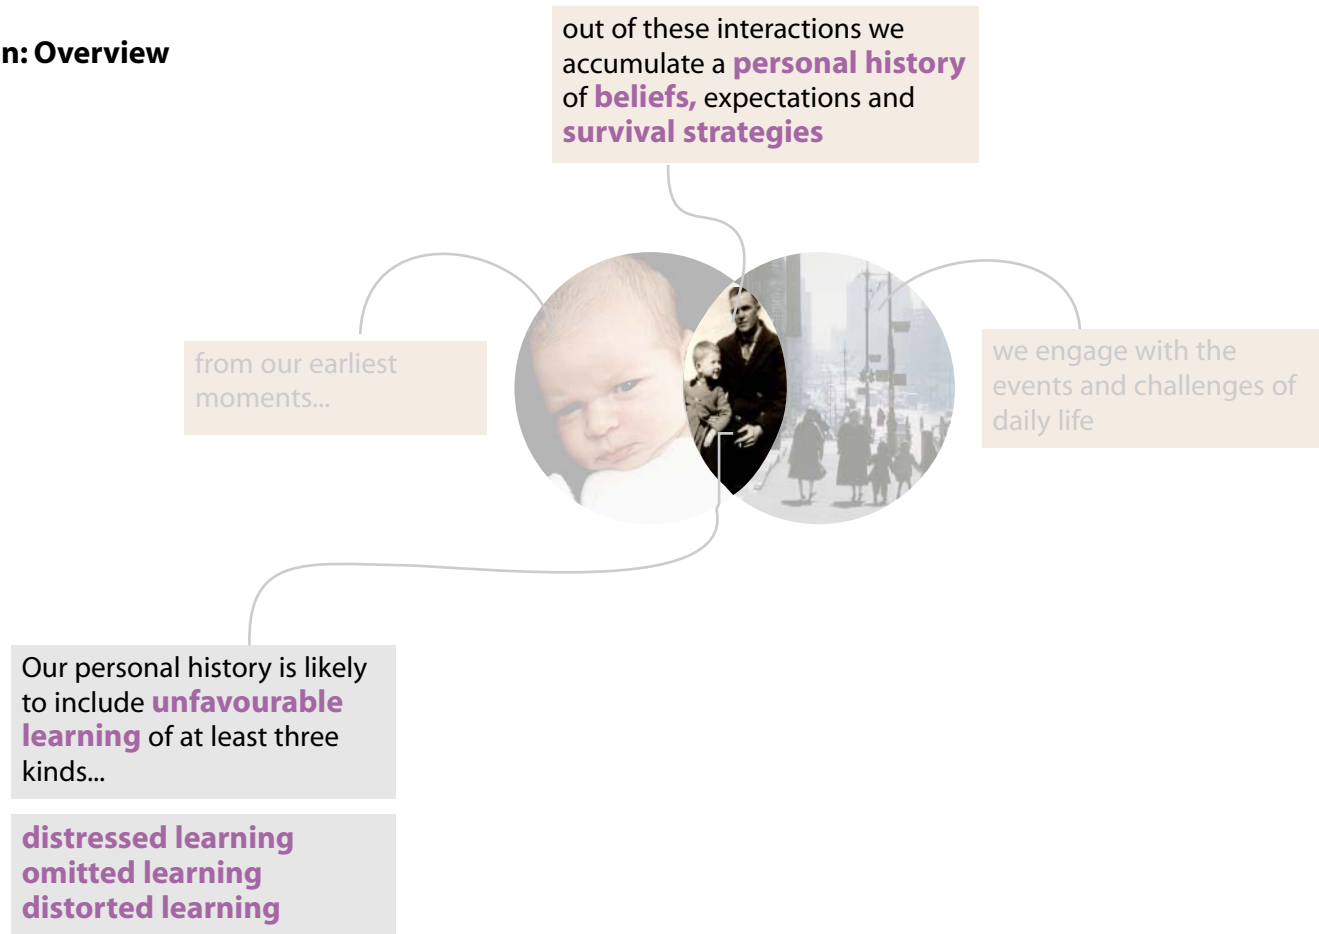 n: Overview
out of these interactions we
accumulate a personal history
of beliefs, expectations and
survival strategies
from our earliest
moments...
we engage with the
events and challenges of
daily life
Our personal history is likely
to include unfavourable
learning of at least three
kinds...
distressed learning
omitted learning
distorted learning